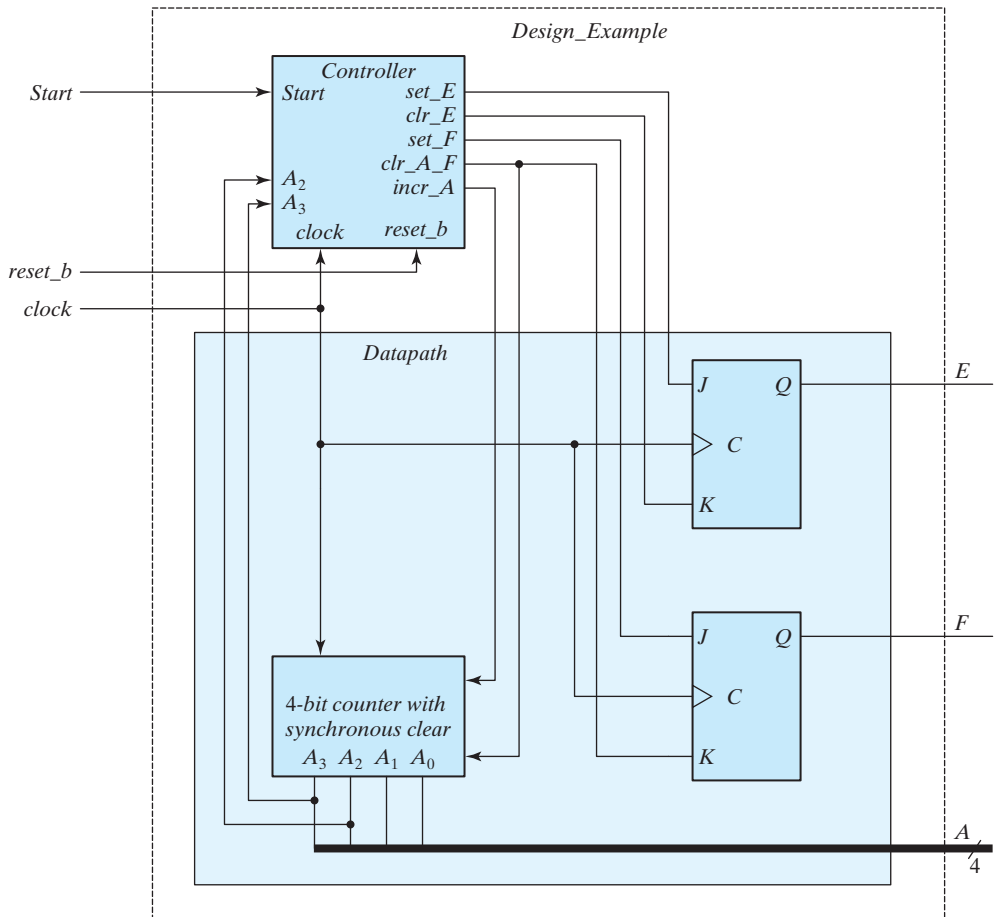 Design_Example
Controller
Start
Start
set_E
clr_E
set_F
clr_A_F
incr_A
A2
A3
clock
reset_b
reset_b
clock
Datapath
J
Q
E
C
K
J
Q
F
C
K
4-bit counter with
synchronous clear
A3 A2 A1 A0
A
4